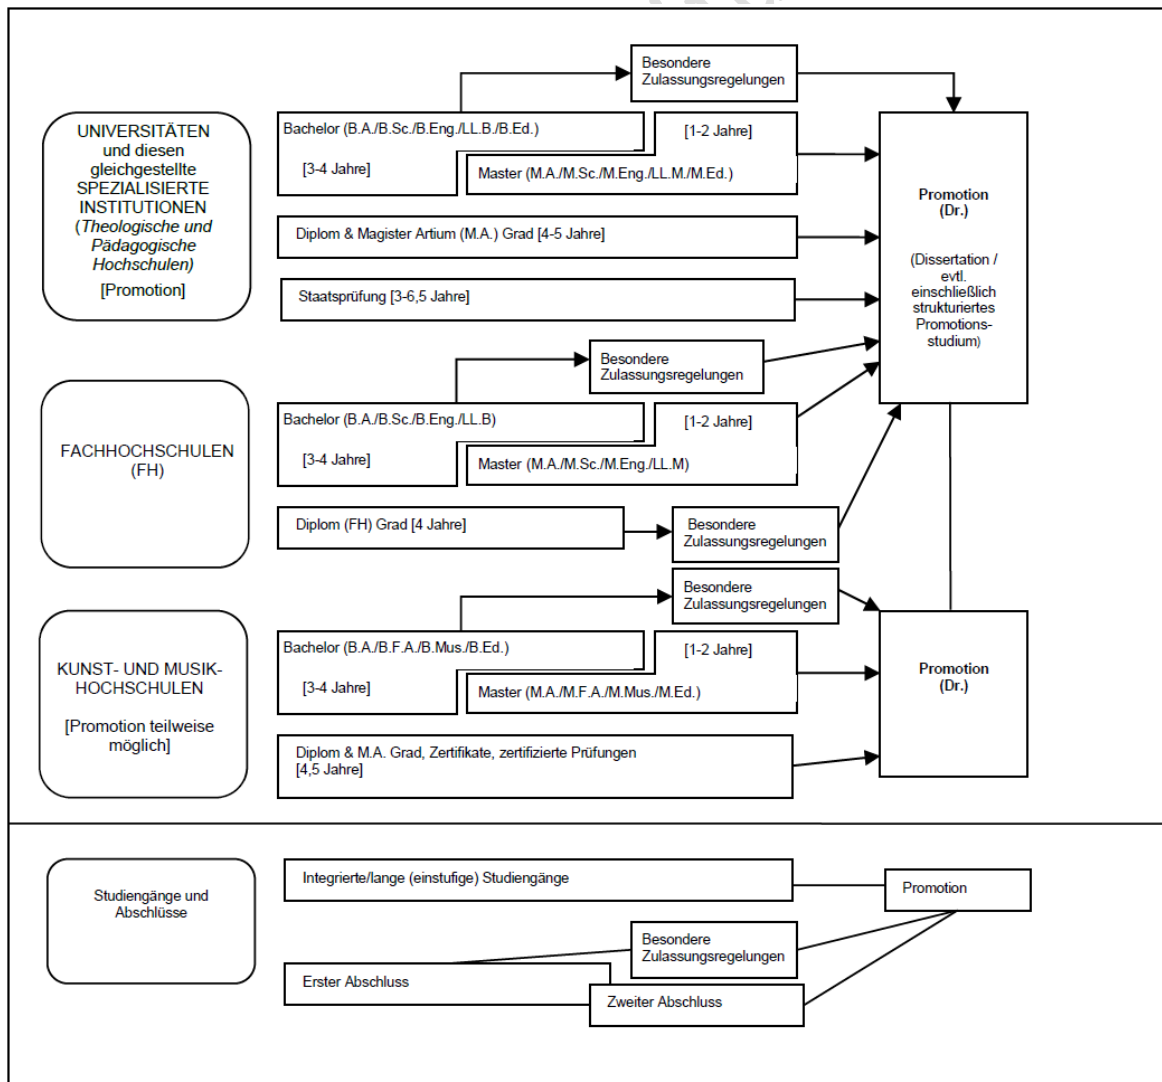 Besondere
Zulassungsregelungen
UNIVERSITÄTEN
und diesen
gleichgestellte
SPEZIALISIERTE
INSTITUTIONEN
(Theologische und
Pädagogische
Hochschulen)
[Promotion]
Bachelor (B.A./B.Sc./B.Eng./LL.B./B.Ed.)
[3-4 Jahre]
[1-2 Jahre]
Master (M.A./M.Sc./M.Eng./LL.M./M.Ed.)
Diplom & Magister Artium (M.A.) Grad [4-5 Jahre]
Staatsprüfung [3-6,5 Jahre]
Promotion
(Dr.)
(Dissertation /
evtl.
einschließlich
strukturiertes
Promotions-
studium)
Besondere
Zulassungsregelungen
FACHHOCHSCHULEN
(FH)
Bachelor (B.A./B.Sc./B.Eng./LL.B)
[3-4 Jahre]
[1-2 Jahre]
Master (M.A./M.Sc./M.Eng./LL.M)
Diplom (FH) Grad [4 Jahre]
Besondere
Zulassungsregelungen
Besondere
Zulassungsregelungen
KUNST- UND MUSIK-
HOCHSCHULEN
[Promotion teilweise
möglich]
Bachelor (B.A./B.F.A./B.Mus./B.Ed.)
[3-4 Jahre]
[1-2 Jahre]
Master (M.A./M.F.A./M.Mus./M.Ed.)
Diplom & M.A. Grad, Zertifikate, zertifizierte Prüfungen
[4,5 Jahre]
Promotion
(Dr.)
Studiengänge und
Abschlüsse
Integrierte/lange (einstufige) Studiengänge
Promotion
Besondere
Zulassungsregelungen
Erster Abschluss
Zweiter Abschluss